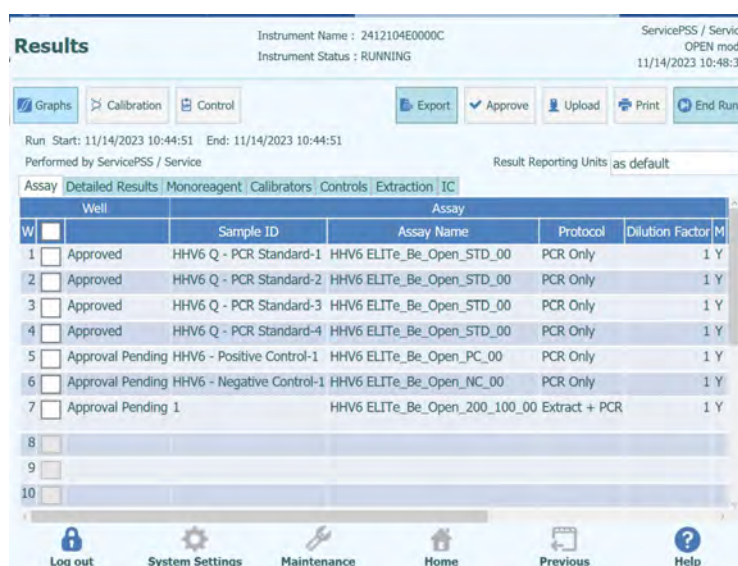 Results
Instrument Name : 2412104E0000C
Instrument Status : RUNNING
ServicePSS / Servic
OPEN mod
11/14/2023 10:48:3
Graphs Calibration Control Export Approve Upload Print End Run
Run Start: 11/14/2023 10:44:51 End: 11/14/2023 10:44:51
Performed by ServicePSS / Service
Result Reporting Units as default
Assay Detailed Results Monoreagent Calibrators Controls Extraction IC
Well Assay
W Sample ID Assay Name Protocol Dilution Factor M
1 Approved HHV6 Q - PCR Standard-1 HHV6 ELITe_Be_Open_STD_00 PCR Only 1 Y
2 Approved HHV6 Q - PCR Standard-2 HHV6 ELITe_Be_Open_STD_00 PCR Only 1 Y
3 Approved HHV6 Q - PCR Standard-3 HHV6 ELITe_Be_Open_STD_00 PCR Only 1 Y
4 Approved HHV6 Q - PCR Standard-4 HHV6 ELITe_Be_Open_STD_00 PCR Only 1 Y
5 Approval Pending HHV6 - Positive Control-1 HHV6 ELITe_Be_Open_PC_00 PCR Only 1 Y
6 Approval Pending HHV6 - Negative Control-1 HHV6 ELITe_Be_Open_NC_00 PCR Only 1 Y
7 Approval Pending 1 HHV6 ELITe_Be_Open_200_100_00 Extract + PCR 1 Y
8
9
10
Log out System Settings Maintenance Home Previous Help